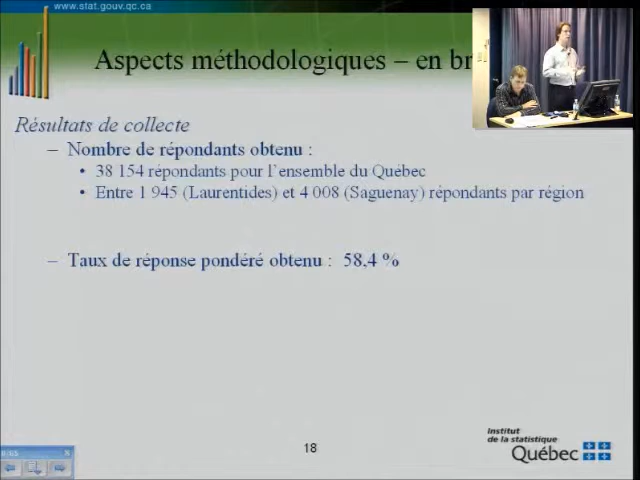 www.stat.gouv.qc.ca
Aspects méthodologiques – en
Résultats de collecte
– Nombre de répondants obtenu :
• 38 154 répondants pour l'ensemble du Québec
• Entre 1 945 (Laurentides) et 4 008 (Saguenay) répondants par région
– Taux de réponse pondéré obtenu : 58,4 %
18
Institut
de la statistique
Québec